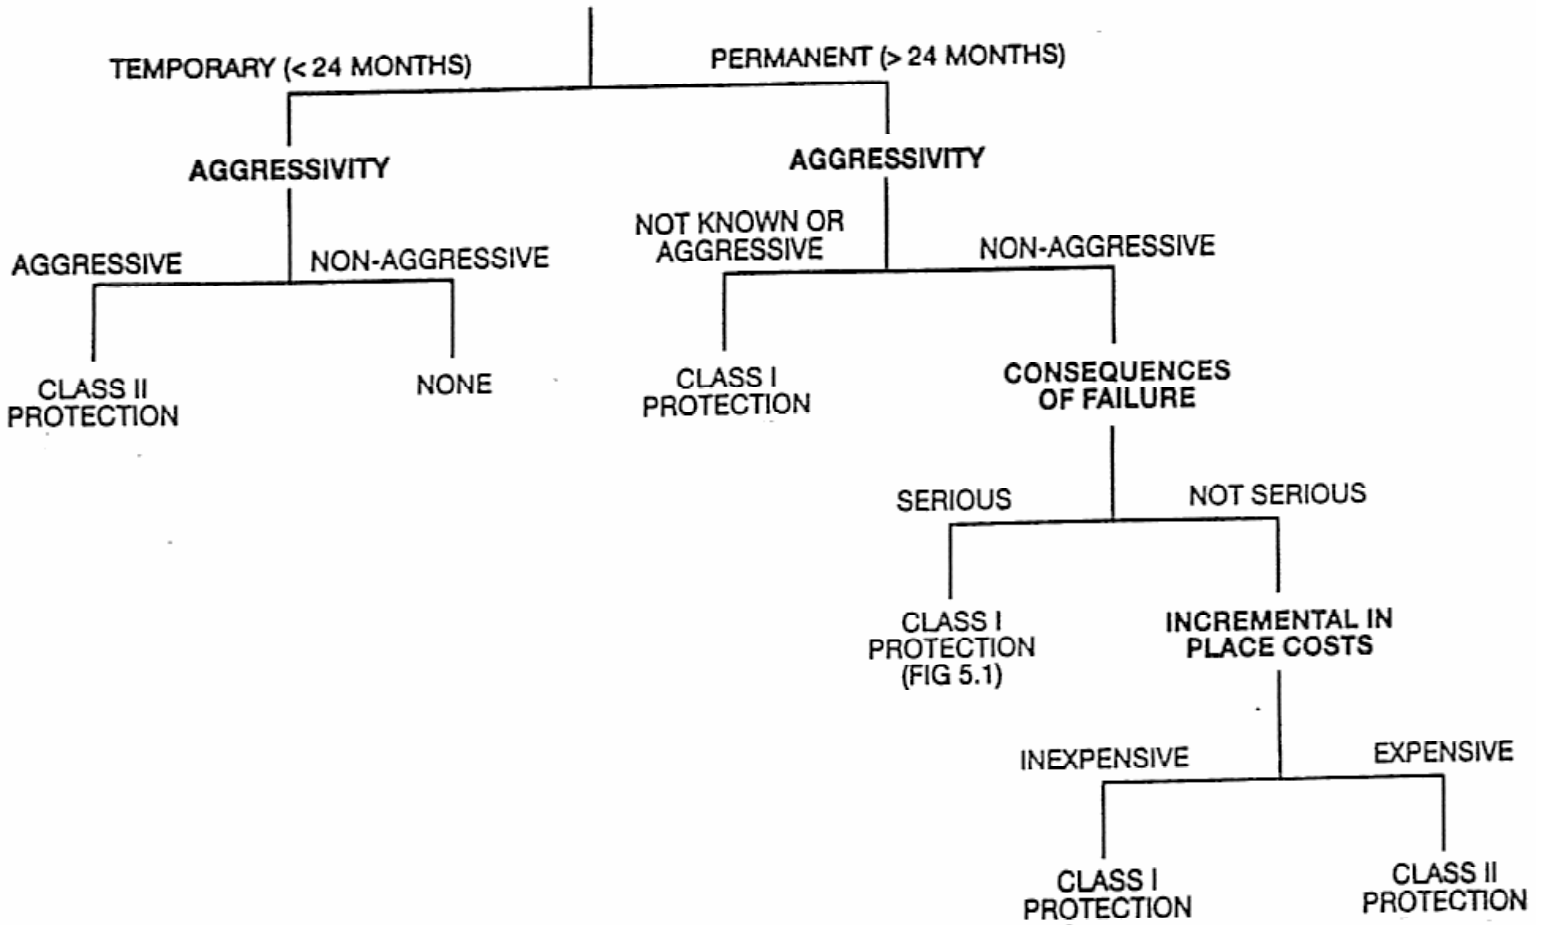 TEMPORARY (< 24 MONTHS)
PERMANENT (> 24 MONTHS)
AGGRESSIVITY
AGGRESSIVITY
AGGRESSIVE
NON-AGGRESSIVE
NOT KNOWN OR
AGGRESSIVE
NON-AGGRESSIVE
CLASS II
PROTECTION
NONE
CLASS I
PROTECTION
CONSEQUENCES
OF FAILURE
SERIOUS
NOT SERIOUS
CLASS I
PROTECTION
(FIG 5.1)
INCREMENTAL IN
PLACE COSTS
INEXPENSIVE
EXPENSIVE
CLASS I
PROTECTION
CLASS II
PROTECTION